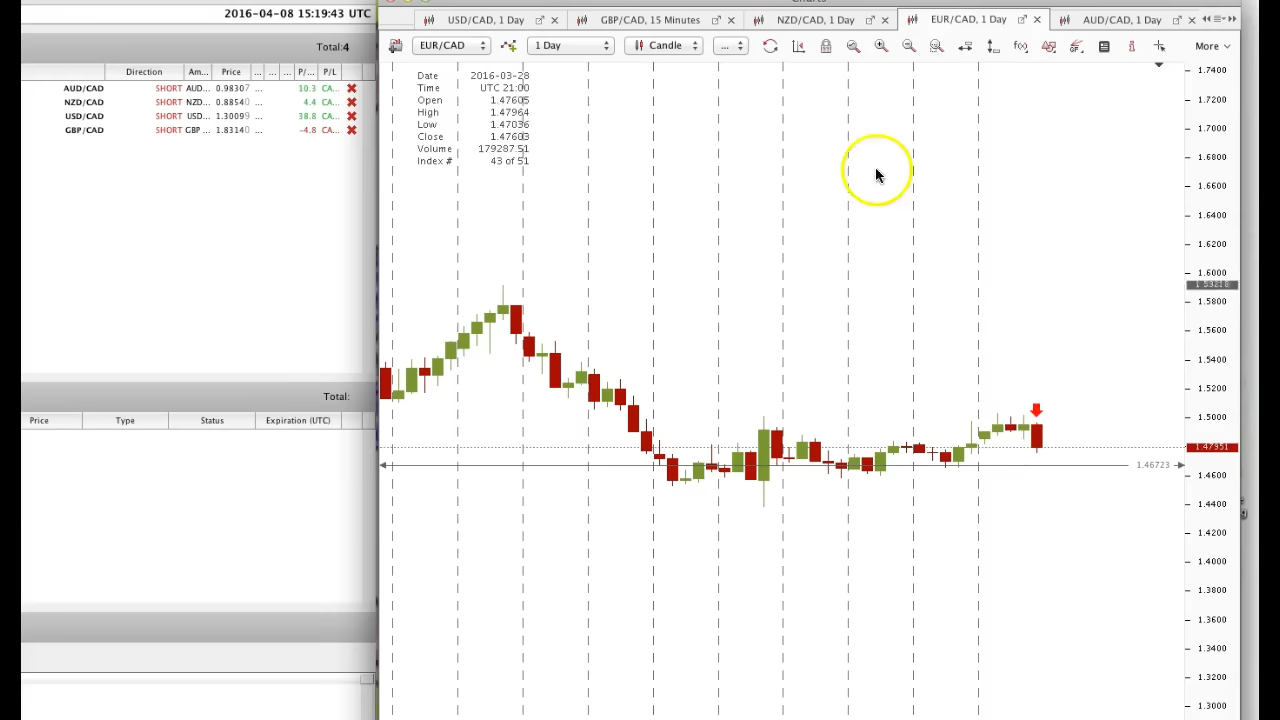 2016-04-08 15:19:43 UTC
Total:4
Direction Am... Price ... ... ... P/... P/L
AUD/CAD SHORT AUD... 0.98307 ... 10.3 CA...
NZD/CAD SHORT NZD... 0.88540 ... 4.4 CA...
USD/CAD SHORT USD... 1.30099 ... 38.8 CA...
GBP/CAD SHORT GBP ... 1.83140 ... -4.8 CA...
Total:
Price Type Status Expiration (UTC)
USD/CAD, 1 Day GBP/CAD, 15 Minutes NZD/CAD, 1 Day EUR/CAD, 1 Day AUD/CAD, 1 Day
EUR/CAD 1 Day Candle ... More
Date 2016-03-28
Time UTC 21:00
Open 1.47605
High 1.47964
Low 1.47036
Close 1.47603
Volume 179287.51
Index # 43 of 51
1.7400
1.7200
1.7000
1.6800
1.6600
1.6400
1.6200
1.6000
1.53218
1.5800
1.5600
1.5400
1.5200
1.5000
1.47951
1.46723
1.4600
1.4400
1.4200
1.4000
1.3800
1.3600
1.3400
1.3200
1.3000